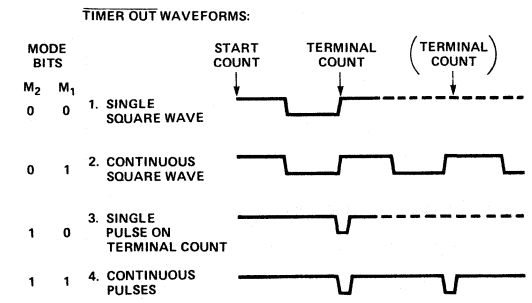 TIMER OUT WAVEFORMS:
MODE BITS
START COUNT
TERMINAL COUNT
(TERMINAL COUNT)
M2 M1
0 0 1. SINGLE SQUARE WAVE
0 1 2. CONTINUOUS SQUARE WAVE
1 0 3. SINGLE PULSE ON TERMINAL COUNT
1 1 4. CONTINUOUS PULSES